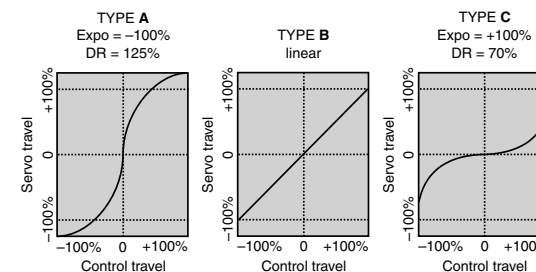 TYPE A
Expo = –100%
DR = 125%
+100%
0
–100%
Servo travel
–100% 0 +100%
Control travel
TYPE B
linear
+100%
0
–100%
Servo travel
–100% 0 +100%
Control travel
TYPE C
Expo = +100%
DR = 70%
+100%
0
–100%
Servo travel
–100% 0 +100
Control travel